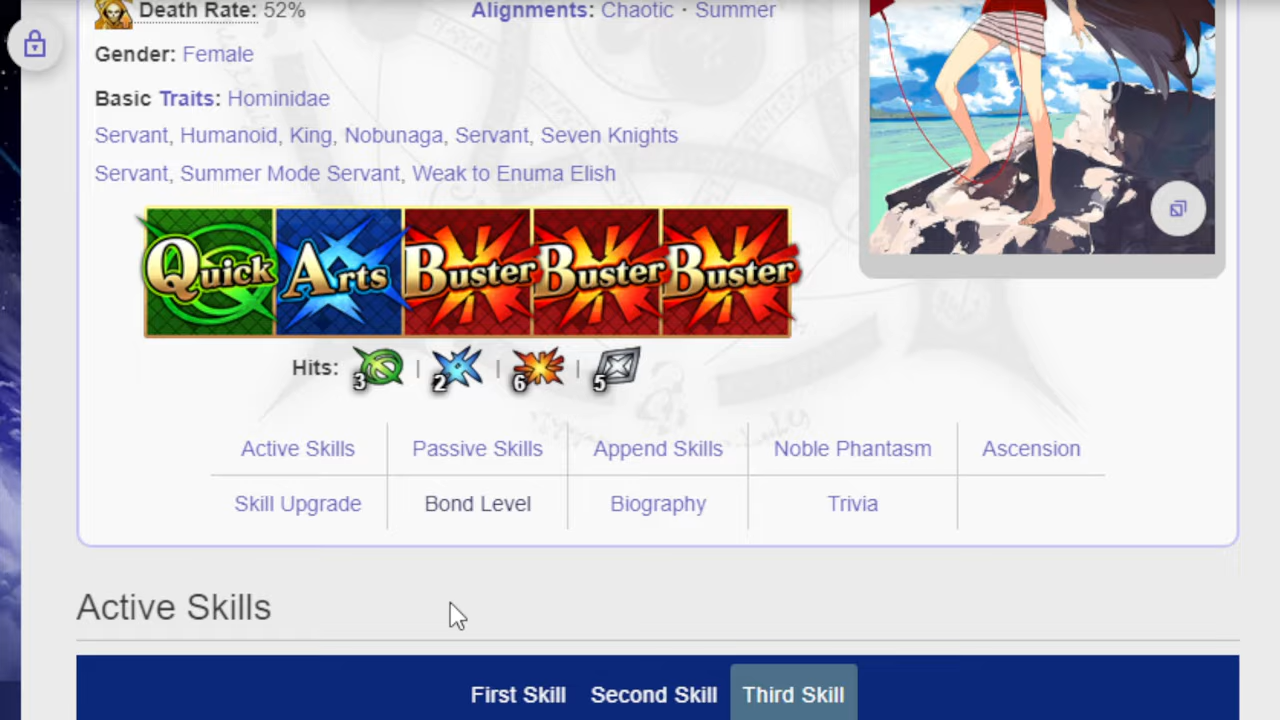 Death Rate: 52%
Alignments: Chaotic · Summer
Gender: Female
Basic Traits: Hominidae
Servant, Humanoid, King, Nobunaga, Servant, Seven Knights
Servant, Summer Mode Servant, Weak to Enuma Elish
Quick Arts Buster Buster Buster
Hits: 3 | 2 | 6 | 5
Active Skills Passive Skills Append Skills Noble Phantasm Ascension
Skill Upgrade Bond Level Biography Trivia
Active Skills
First Skill Second Skill Third Skill